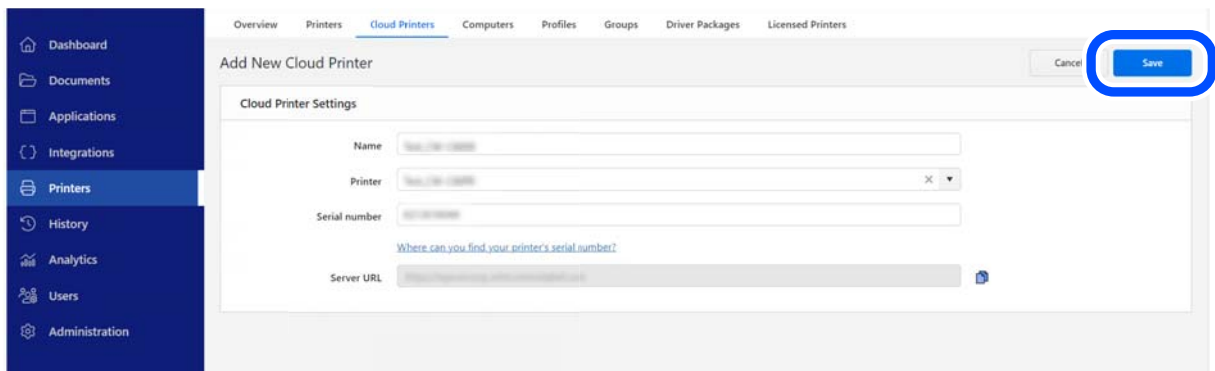 Overview Printers Cloud Printers Computers Profiles Groups Driver Packages Licensed Printers
Dashboard
Documents
Applications
Integrations
Printers
History
Analytics
Users
Administration
Add New Cloud Printer
Cancel
Save
Cloud Printer Settings
Name
Printer
Serial number
Where can you find your printer's serial number?
Server URL